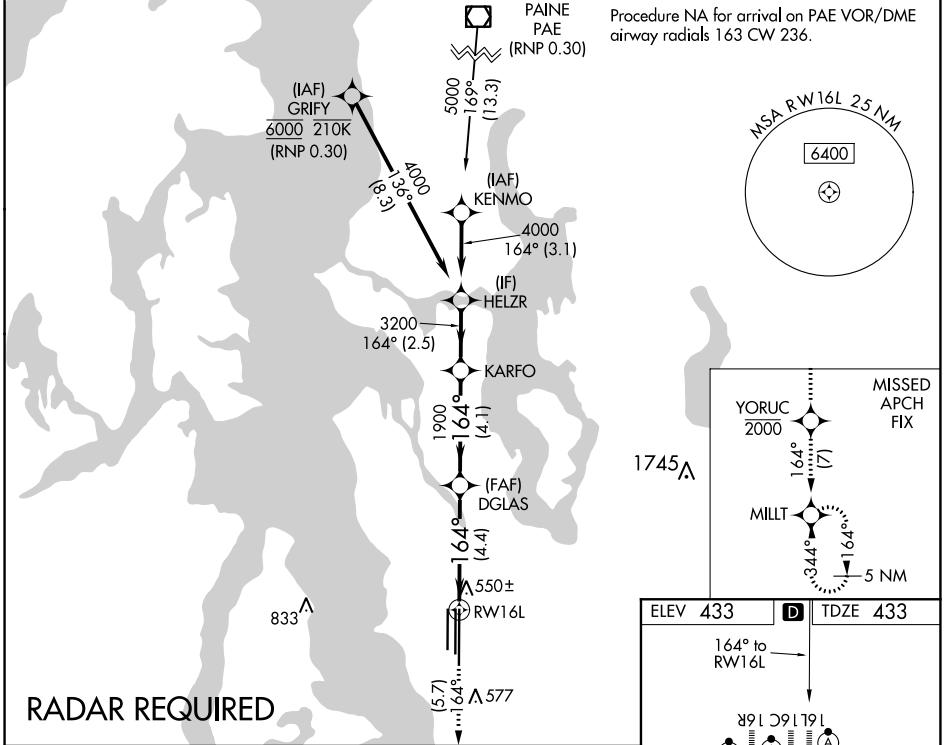 PAINE
PAE
(RNP 0.30)
Procedure NA for arrival on PAE VOR/DME
airway radials 163 CW 236.
(IAF)
GRIFY
6000 210K
(RNP 0.30)
5000
169°
(13.3)
MSA RW16L 25 NM
6400
4000
136°
(8.3)
(IAF)
KENMO
4000
164° (3.1)
(IF)
HELZR
3200
164° (2.5)
KARFO
1900
164°
(4.1)
(FAF)
DGLAS
164°
(4.4)
1745
MISSED
APCH
FIX
YORUC
2000
164°
(7)
MILLT
344°
164°
5 NM
550±
RW16L
833
577
(5.7)
164°
RADAR REQUIRED
ELEV 433
D
TDZE 433
164° to
RW16L
16L
16C
16R
A